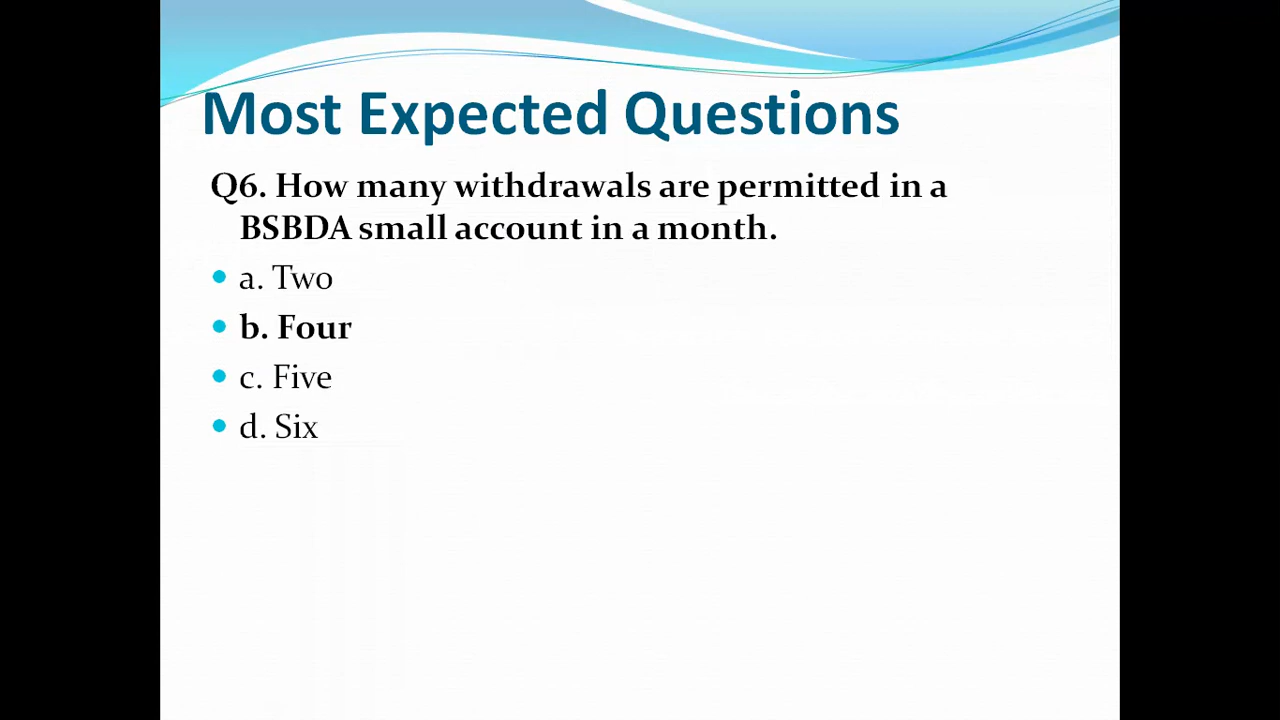 Most Expected Questions
Q6. How many withdrawals are permitted in a
BSBDA small account in a month.
• a. Two
• b. Four
• c. Five
• d. Six